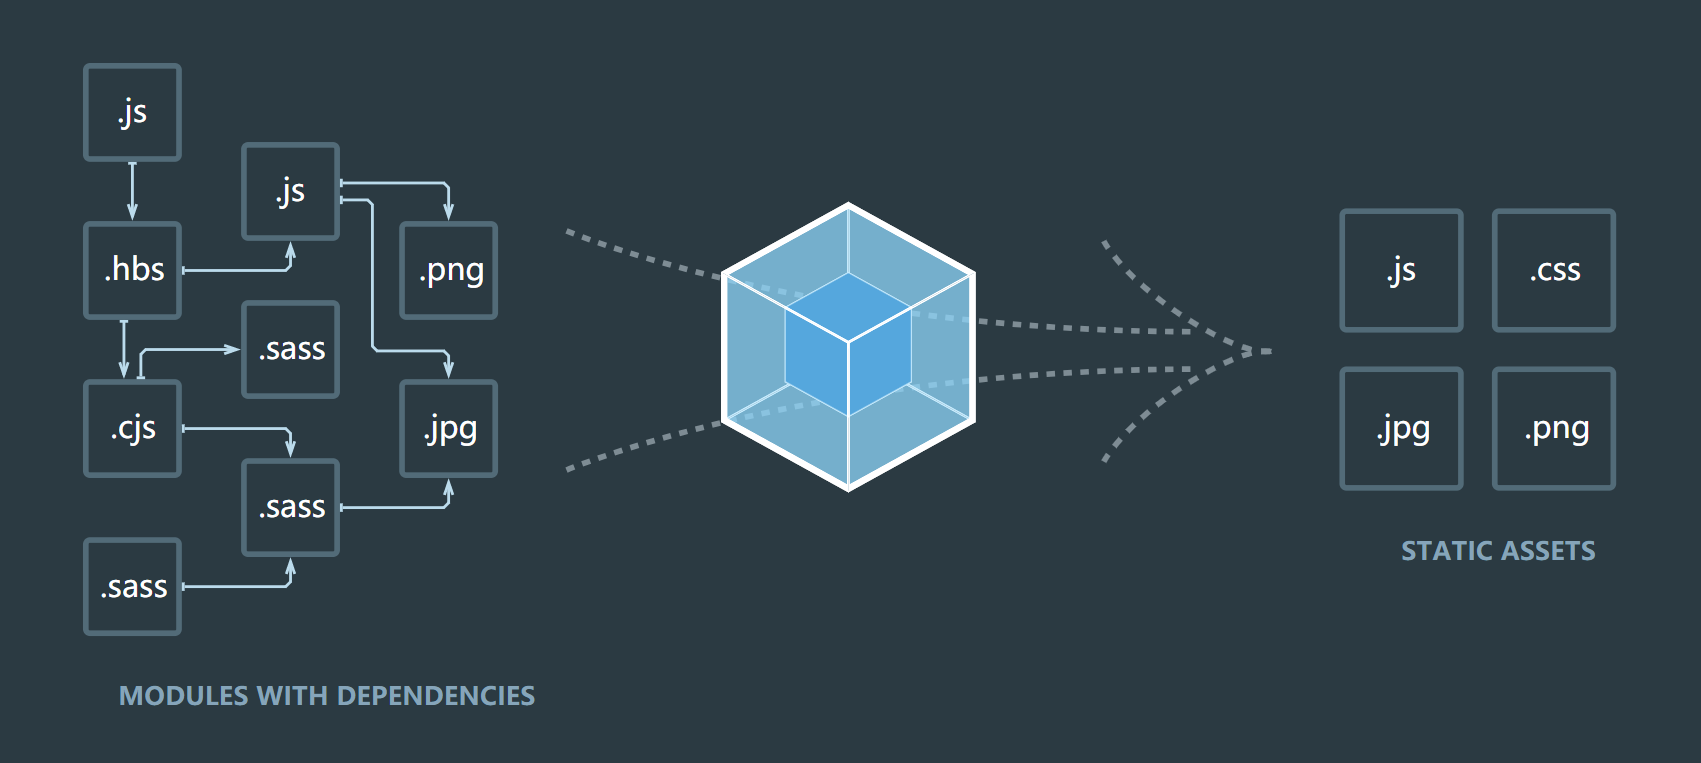 .js
.js
.hbs
.png
.sass
.cjs
.jpg
.sass
.sass
MODULES WITH DEPENDENCIES
.js
.css
.jpg
.png
STATIC ASSETS